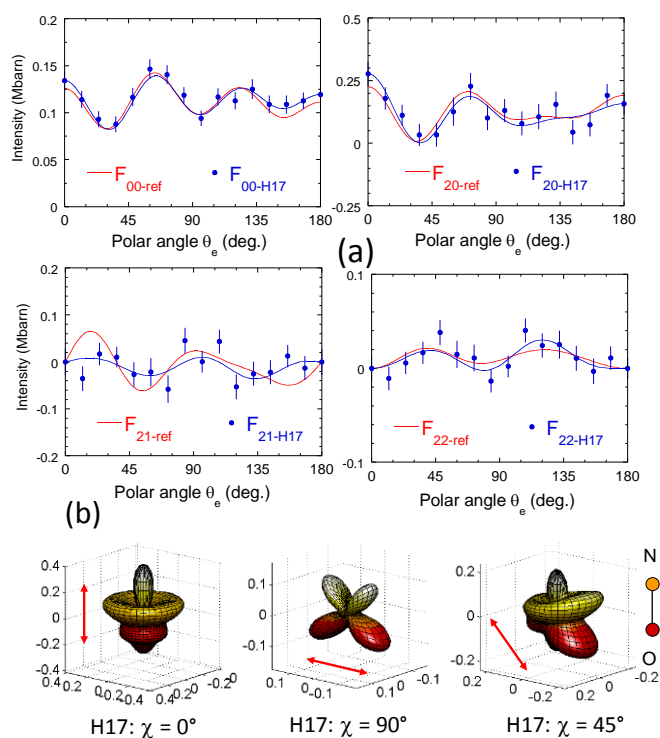 0.2
0.15
0.1
0.05
0
Intensity (Mbarn)
F00-ref
F00-H17
0 45 90 135 180
Polar angle θe (deg.)
0.5
0.25
0
-0.25
F20-ref
F20-H17
0 45 90 135 180
Polar angle θe (deg.)
(a)
0.2
0.1
0
-0.1
-0.2
Intensity (Mbarn)
F21-ref
F21-H17
0 45 90 135 180
Polar angle θe (deg.)
0.1
0
-0.1
F22-ref
F22-H17
0 45 90 135 180
Polar angle θe (deg.)
(b)
0.4
0.2
0
-0.2
-0.4
0.4 0.2 0 -0.2 0.4 0.2 0 -0.2
H17: χ = 0°
0.1
0
-0.1
0.1 0 -0.1 0.1 0 -0.1
H17: χ = 90°
0.2
0
-0.2
0.2 0 -0.2 0.2 0 -0.2
H17: χ = 45°
N
O